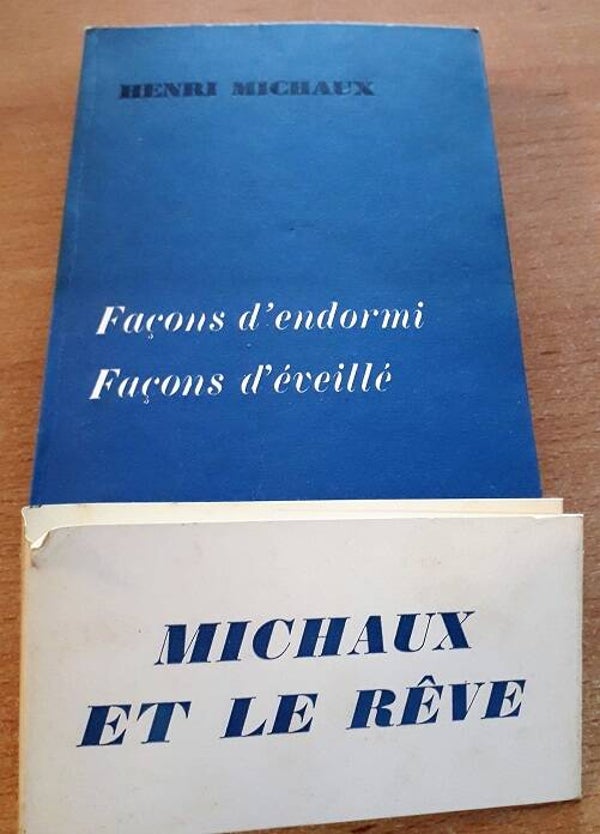 HENRI MICHAUX
Façons d'endormi
Façons d'éveillé
MICHAUX
ET LE RÊVE